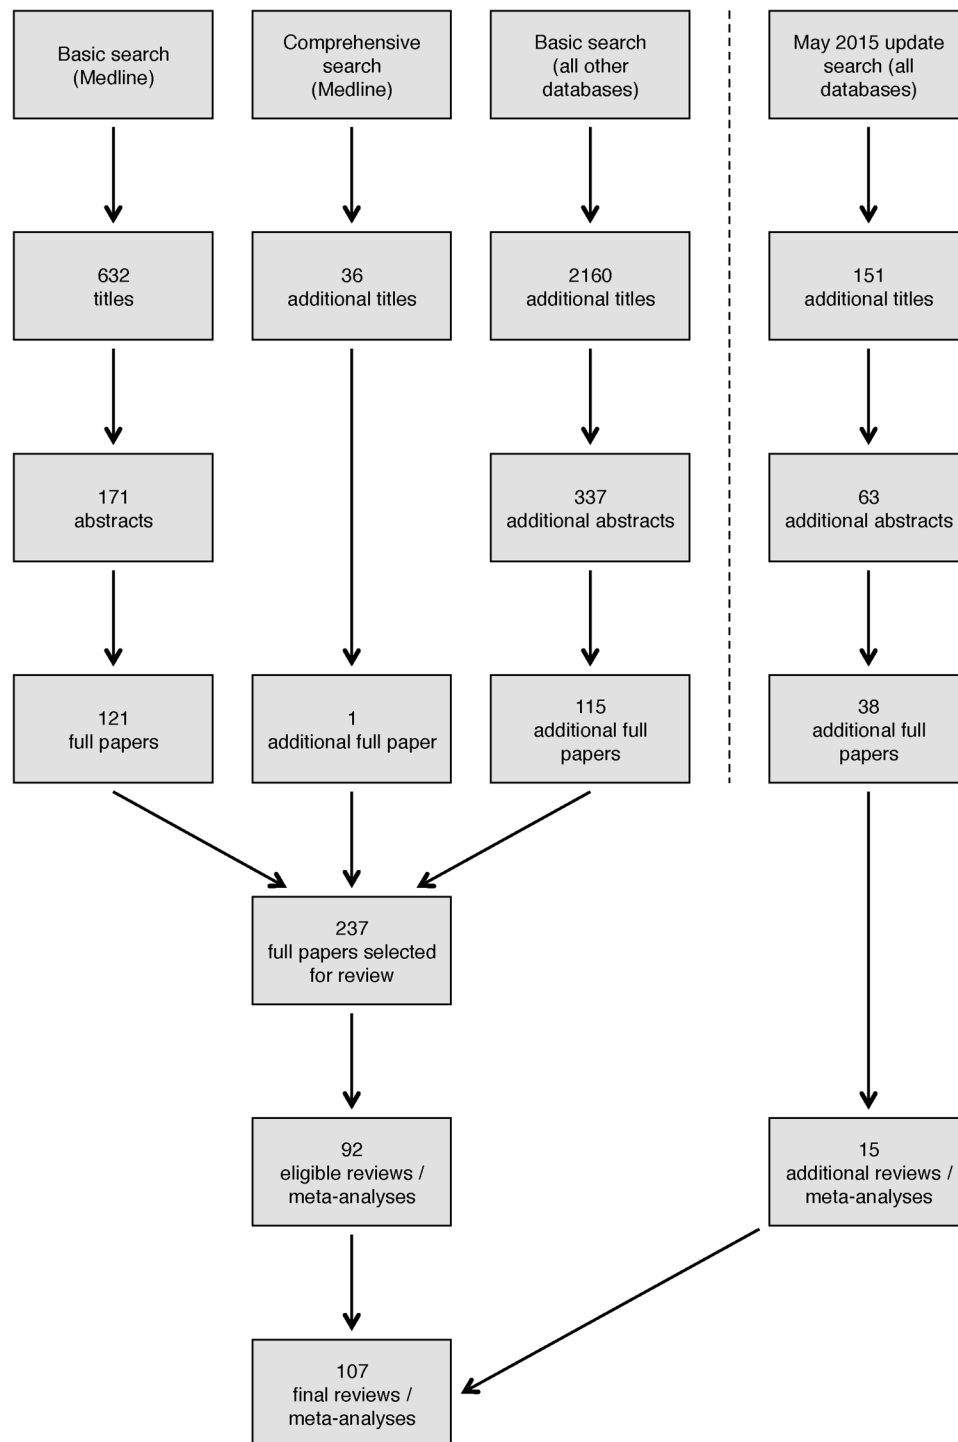 Basic search
(Medline)
Comprehensive
search
(Medline)
Basic search
(all other
databases)
May 2015 update
search (all
databases)
632
titles
36
additional titles
2160
additional titles
151
additional titles
171
abstracts
337
additional abstracts
63
additional abstracts
121
full papers
1
additional full paper
115
additional full
papers
38
additional full
papers
237
full papers selected
for review
92
eligible reviews /
meta-analyses
15
additional reviews /
meta-analyses
107
final reviews /
meta-analyses